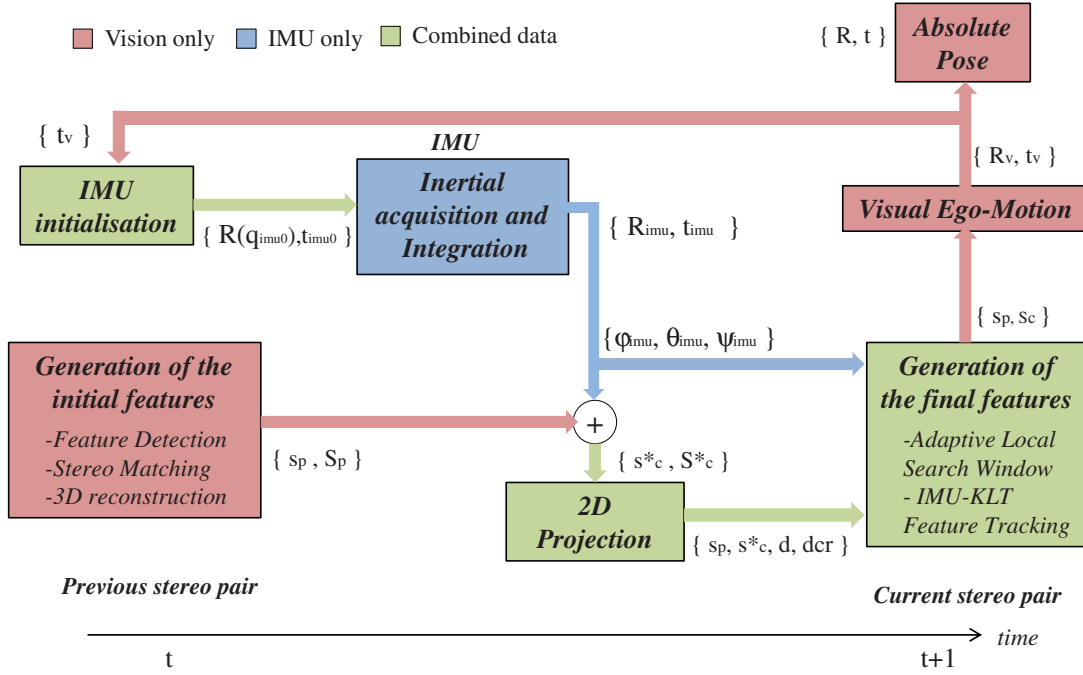 Vision only IMU only Combined data
{ R, t }
Absolute
Pose
{ tv }
IMU
{ Rv, tv }
IMU
initialisation
{ R(qimu0),timu0 }
Inertial
acquisition and
Integration
{ Rimu, timu }
Visual Ego-Motion
{ sp, sc }
{φimu, θimu, ψimu }
Generation of the
initial features
-Feature Detection
-Stereo Matching
-3D reconstruction
{ sp , Sp }
+
{ s*c , S*c }
2D
Projection
{ sp, s*c, d, dcr }
Generation of
the final features
-Adaptive Local
Search Window
- IMU-KLT
Feature Tracking
Previous stereo pair
Current stereo pair
time
t
t+1